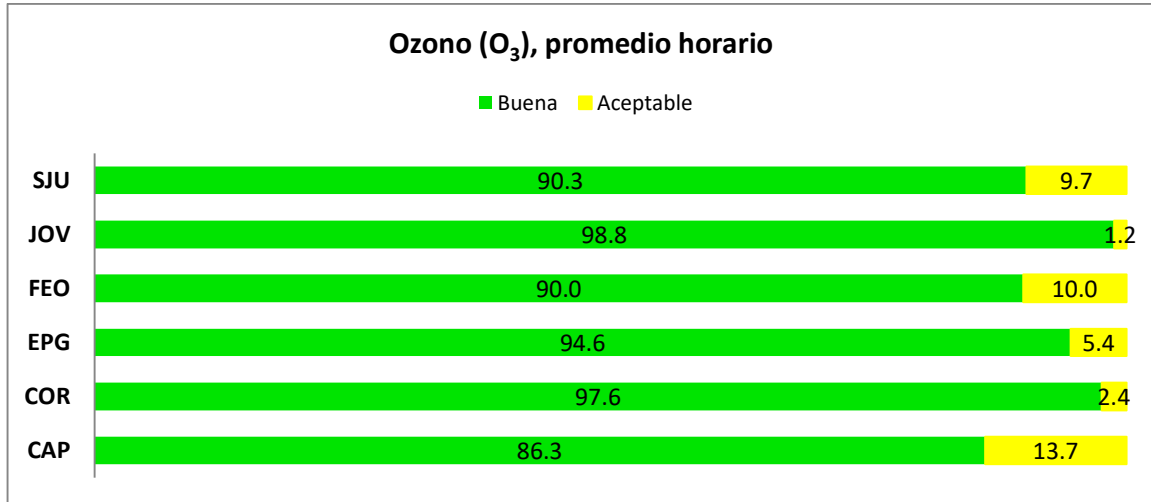 Ozono (O₃), promedio horario
Buena Aceptable
SJU 90.3 9.7
JOV 98.8 1.2
FEO 90.0 10.0
EPG 94.6 5.4
COR 97.6 2.4
CAP 86.3 13.7